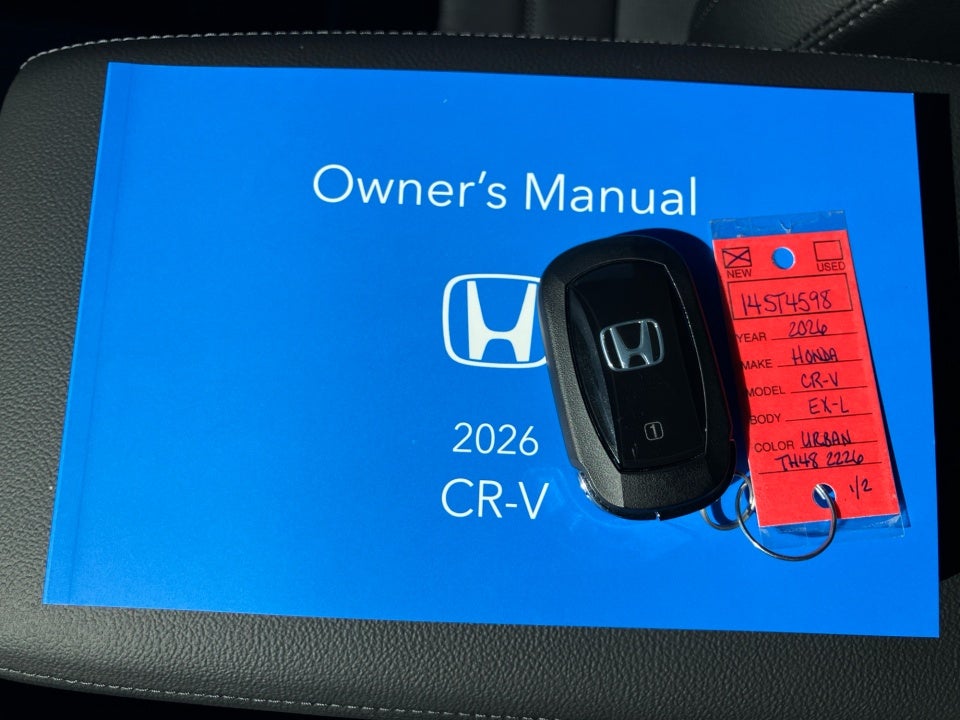 Owner's Manual
2026
CR-V
1
NEW USED
14ST4598
YEAR 2026
MAKE HONDA
MODEL CR-V
BODY EX-L
COLOR URBAN
TH48 2226
1/2